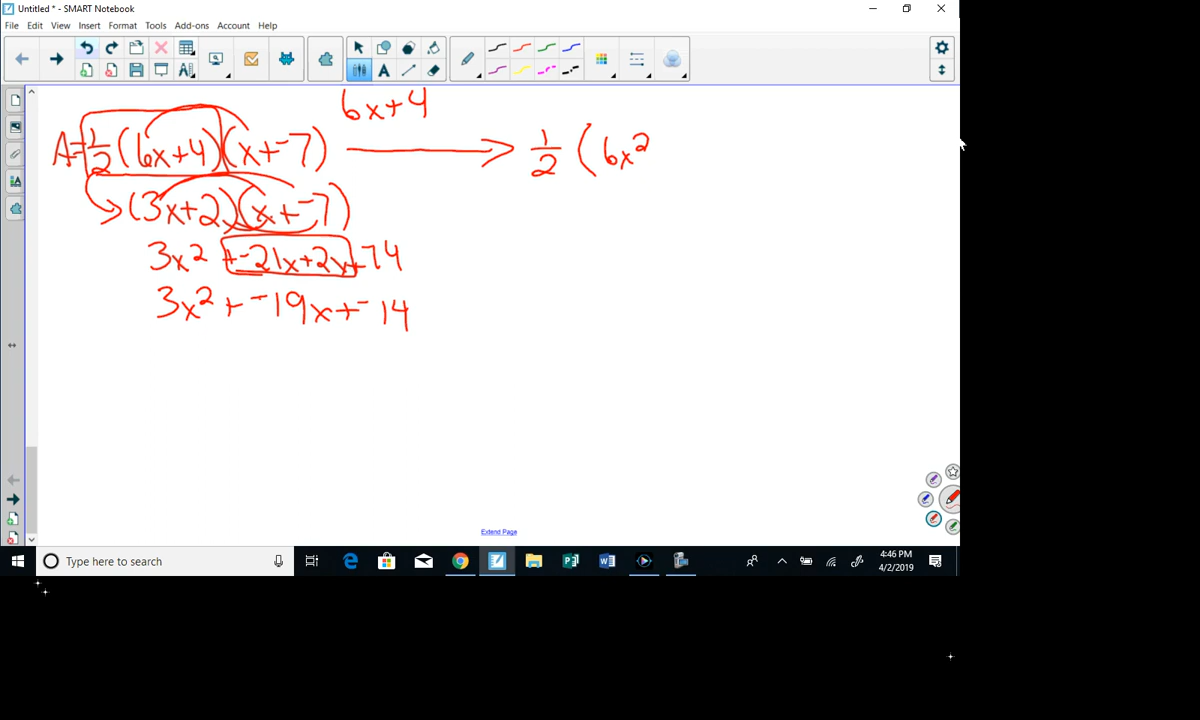 Untitled * - SMART Notebook
File Edit View Insert Format Tools Add-ons Account Help
6x+4
A=½(6x+4)(x+⁻7) → ½(6x²
(3x+2)(x+⁻7)
3x²+⁻21x+2x+⁻14
3x²+⁻19x+⁻14
Extend Page
Type here to search
4:46 PM
4/2/2019